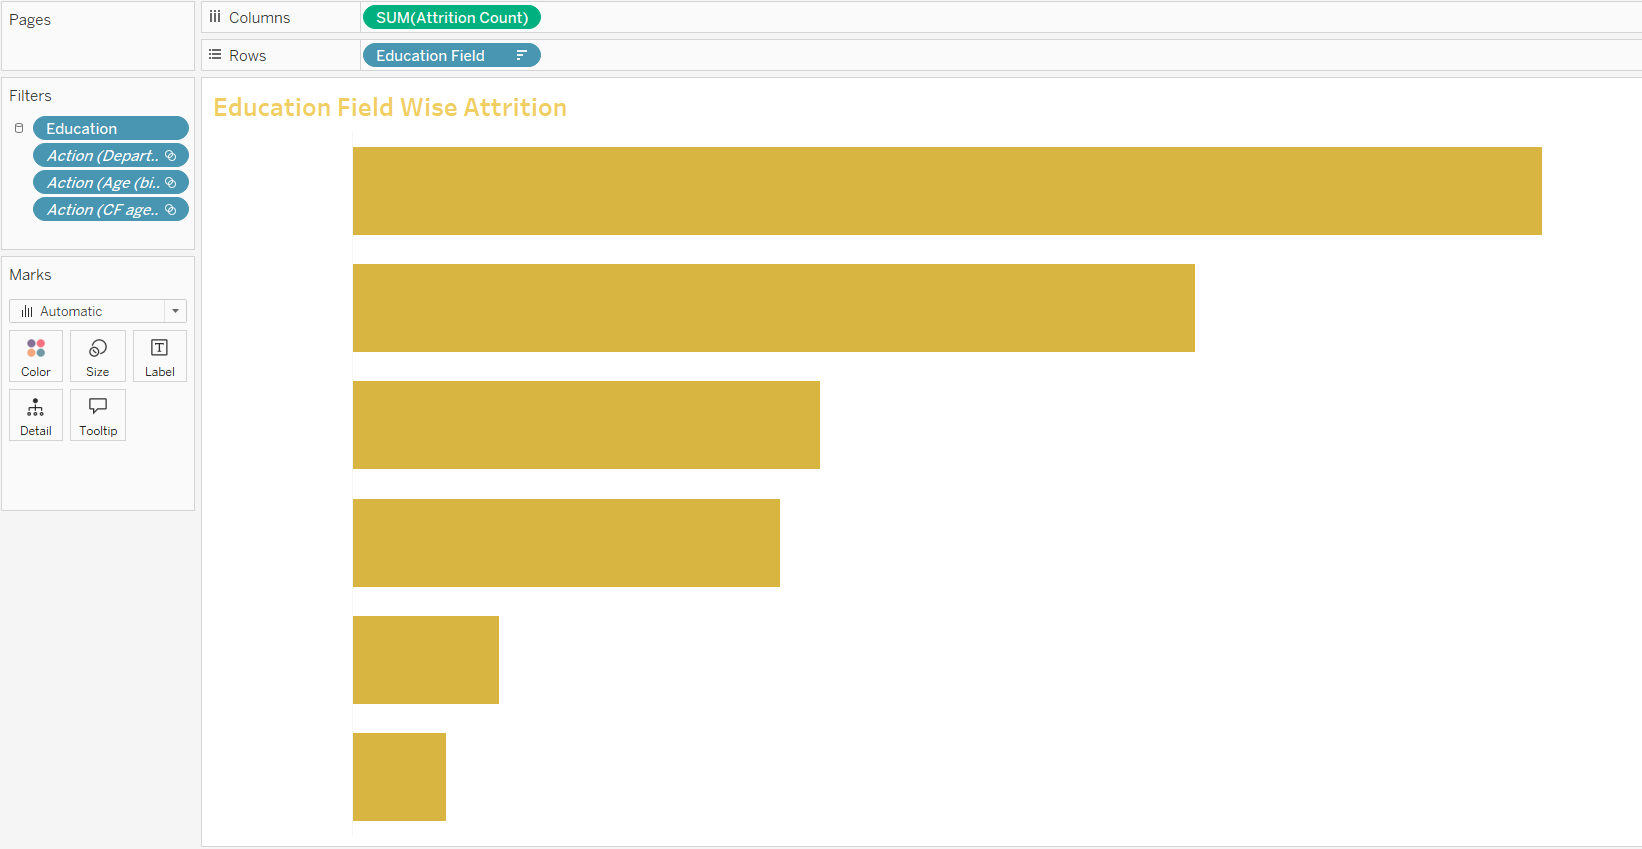 Pages
Columns
SUM(Attrition Count)
Rows
Education Field
Filters
Education
Action (Depart..
Action (Age (bi..
Action (CF age..
Marks
Automatic
Color
Size
Label
Detail
Tooltip
Education Field Wise Attrition